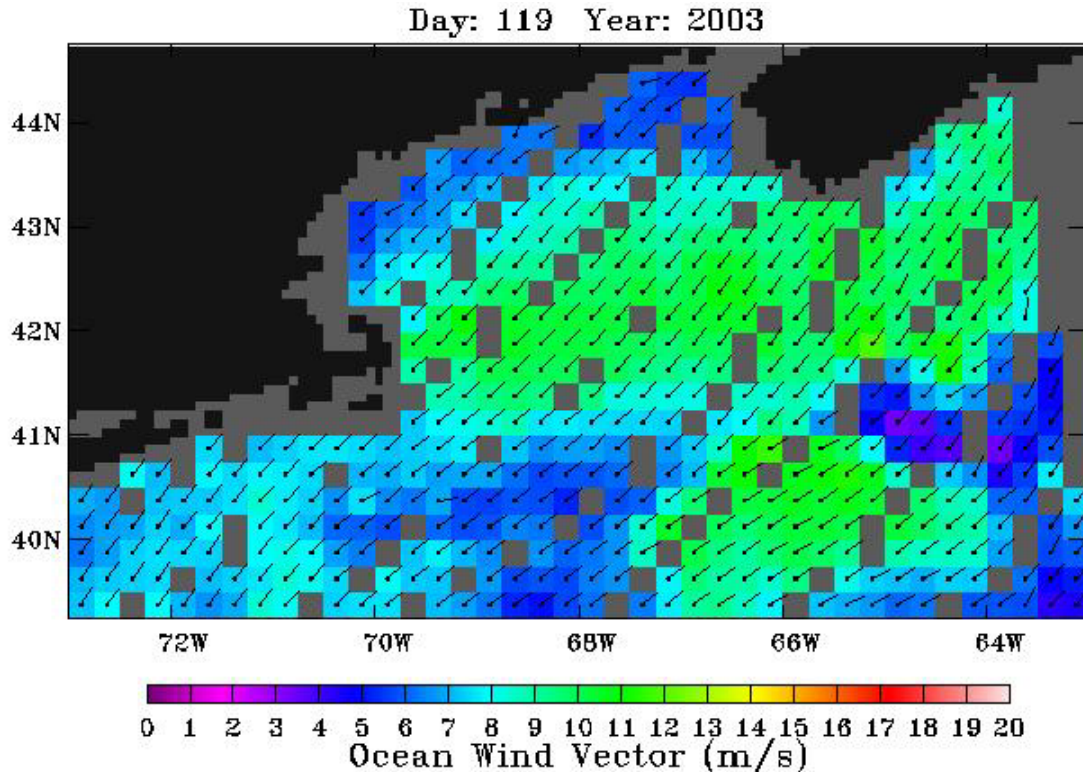 Day: 119 Year: 2003
44N
43N
42N
41N
40N
72W 70W 68W 66W 64W
0 1 2 3 4 5 6 7 8 9 10 11 12 13 14 15 16 17 18 19 20
Ocean Wind Vector (m/s)